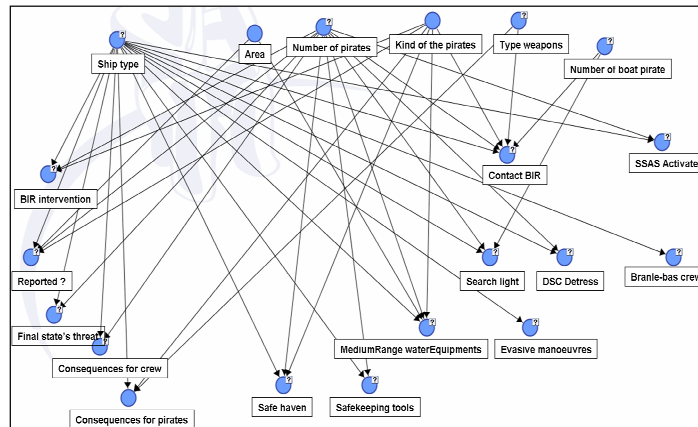 Ship type
Area
Number of pirates
Kind of the pirates
Type weapons
Number of boat pirate
Contact BIR
SSAS Activate
BIR intervention
Reported ?
Search light
DSC Detress
Branle-bas crew
Final state's threat
MediumRange waterEquipments
Evasive manoeuvres
Consequences for crew
Safe haven
Safekeeping tools
Consequences for pirates